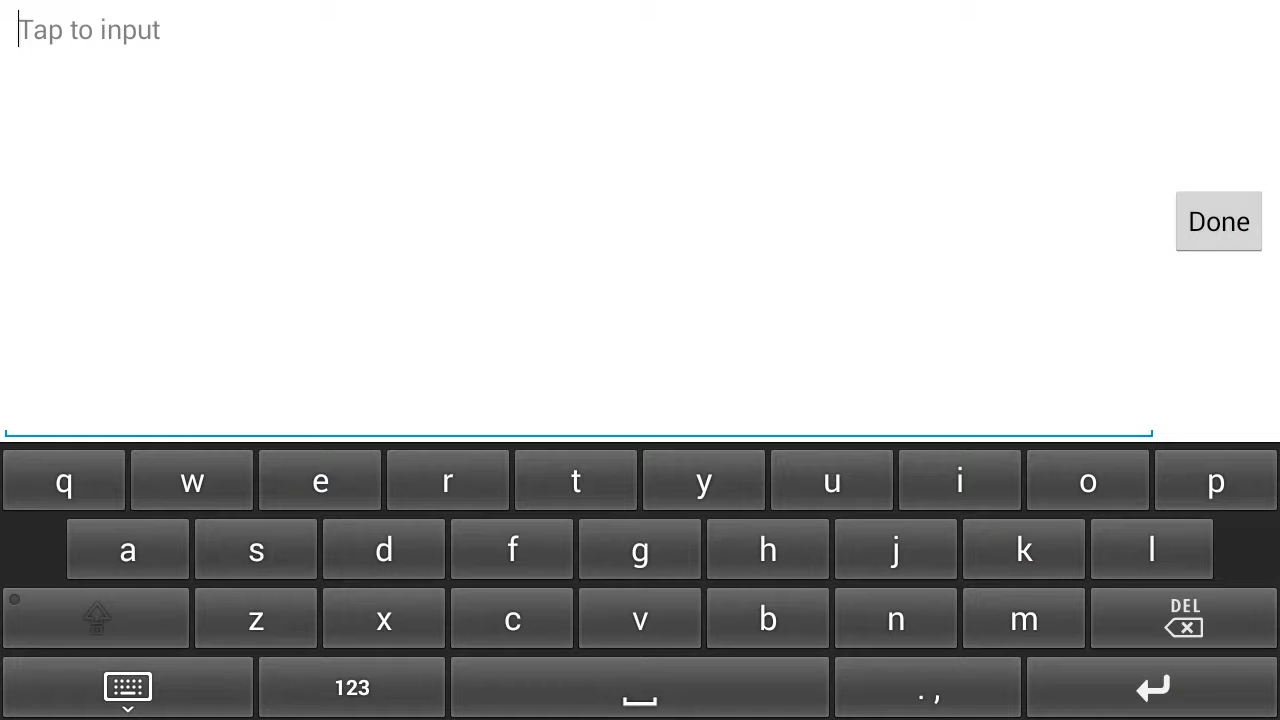 Tap to input
Done
q w e r t y u i o p
a s d f g h j k l
z x c v b n m DEL
123 . ,